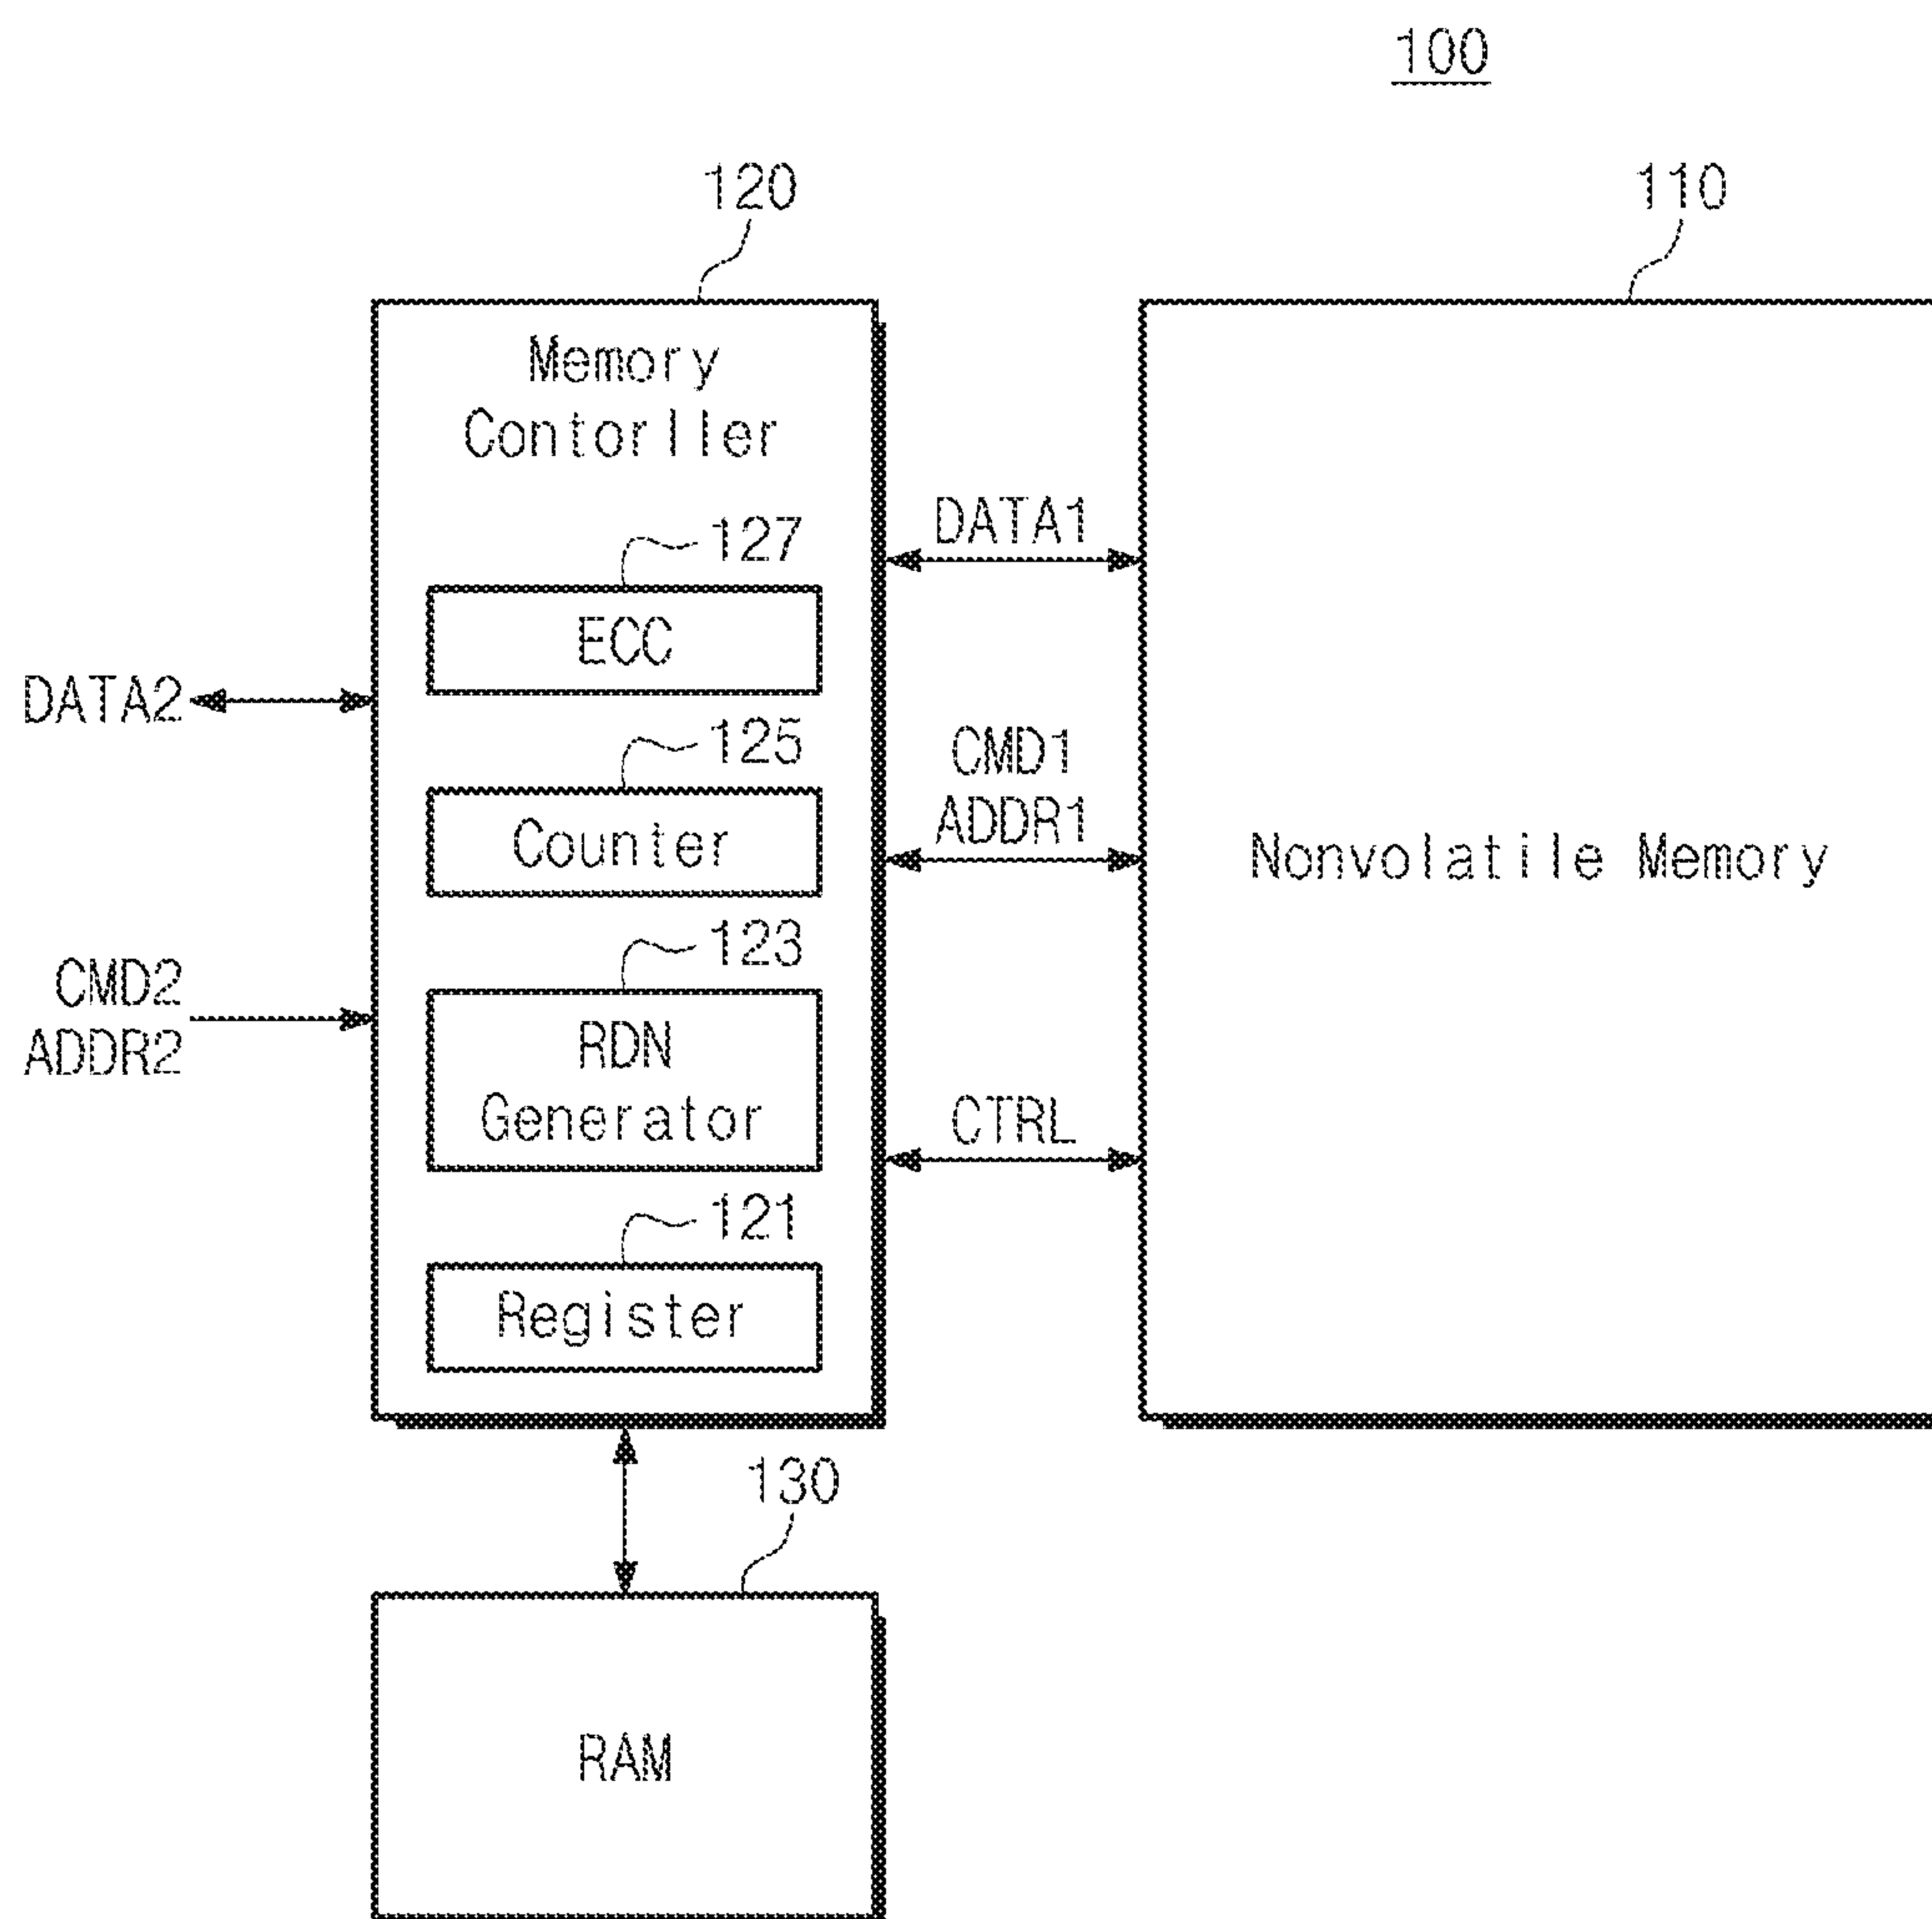 100
120
110
Memory
Contorller
127
DATA1
ECC
DATA2
125
CMD1
ADDR1
Counter
Nonvolatile Memory
123
CMD2
ADDR2
RDN
Generator
CTRL
121
Register
130
RAM